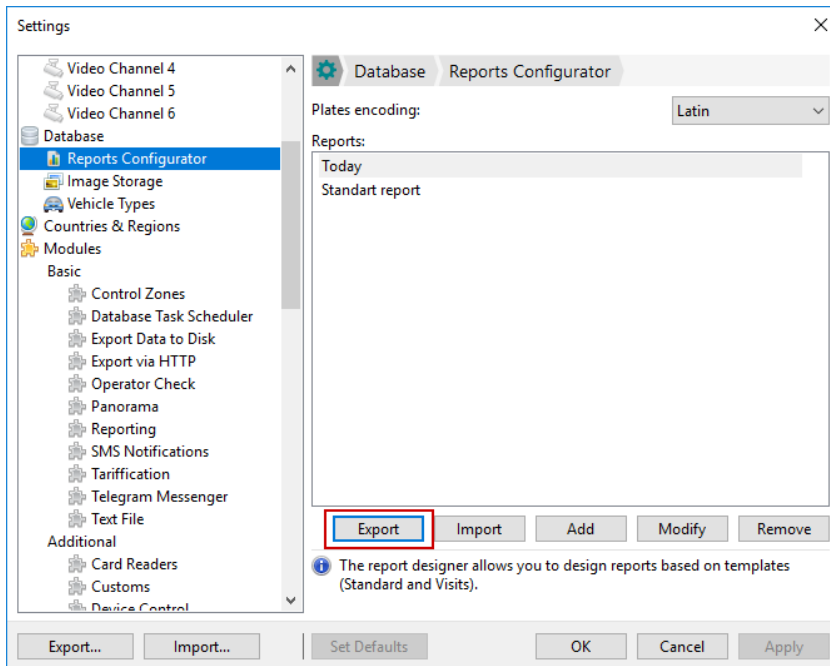 Settings
Video Channel 4
Video Channel 5
Video Channel 6
Database
Reports Configurator
Image Storage
Vehicle Types
Countries & Regions
Modules
Basic
Control Zones
Database Task Scheduler
Export Data to Disk
Export via HTTP
Operator Check
Panorama
Reporting
SMS Notifications
Tariffication
Telegram Messenger
Text File
Additional
Card Readers
Customs
Device Control
Database Reports Configurator
Plates encoding: Latin
Reports:
Today
Standart report
Export Import Add Modify Remove
The report designer allows you to design reports based on templates
(Standard and Visits).
Export... Import... Set Defaults OK Cancel Apply